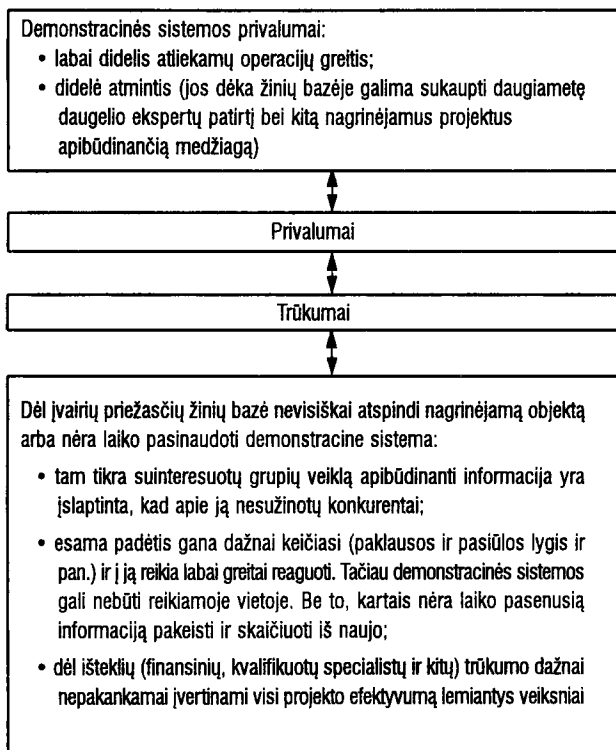 Demonstracinės sistemos privalumai:
• labai didelis atliekamų operacijų greitis;
• didelė atmintis (jos dėka žinių bazėje galima sukaupti daugiametę
daugelio ekspertų patirtį bei kitą nagrinėjamus projektus
apibūdinančią medžiagą)
Privalumai
Trūkumai
Dėl įvairių priežasčių žinių bazė nevisiškai atspindi nagrinėjamą objektą
arba nėra laiko pasinaudoti demonstracine sistema:
• tam tikra suinteresuotų grupių veiklą apibūdinanti informacija yra
įslaptinta, kad apie ją nesužinotų konkurentai;
• esama padėtis gana dažnai keičiasi (paklausos ir pasiūlos lygis ir
pan.) ir į ją reikia labai greitai reaguoti. Tačiau demonstracinės sistemos
gali nebūti reikiamoje vietoje. Be to, kartais nėra laiko pasenusią
informaciją pakeisti ir skaičiuoti iš naujo;
• dėl išteklių (finansinių, kvalifikuotų specialistų ir kitų) trūkumo dažnai
nepakankamai įvertinami visi projekto efektyvumą lemiantys veiksniai